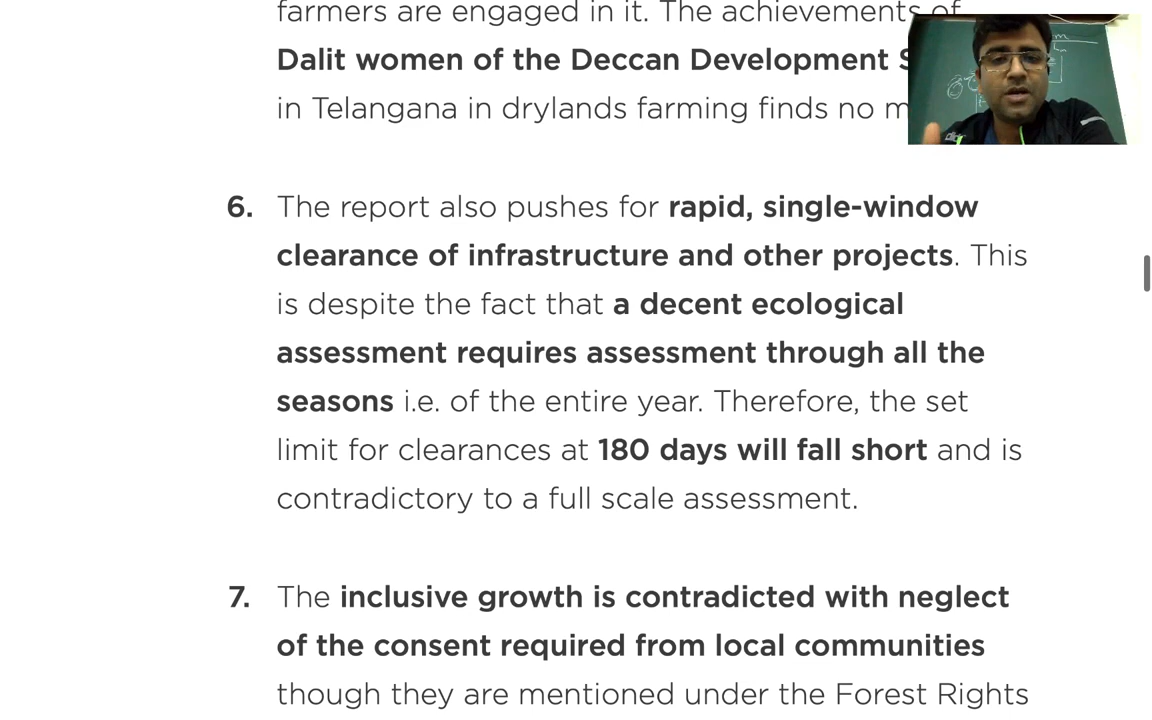 farmers are engaged in it. The achievements of
Dalit women of the Deccan Development
in Telangana in drylands farming finds no
6. The report also pushes for rapid, single-window
clearance of infrastructure and other projects. This
is despite the fact that a decent ecological
assessment requires assessment through all the
seasons i.e. of the entire year. Therefore, the set
limit for clearances at 180 days will fall short and is
contradictory to a full scale assessment.
7. The inclusive growth is contradicted with neglect
of the consent required from local communities
though they are mentioned under the Forest Rights